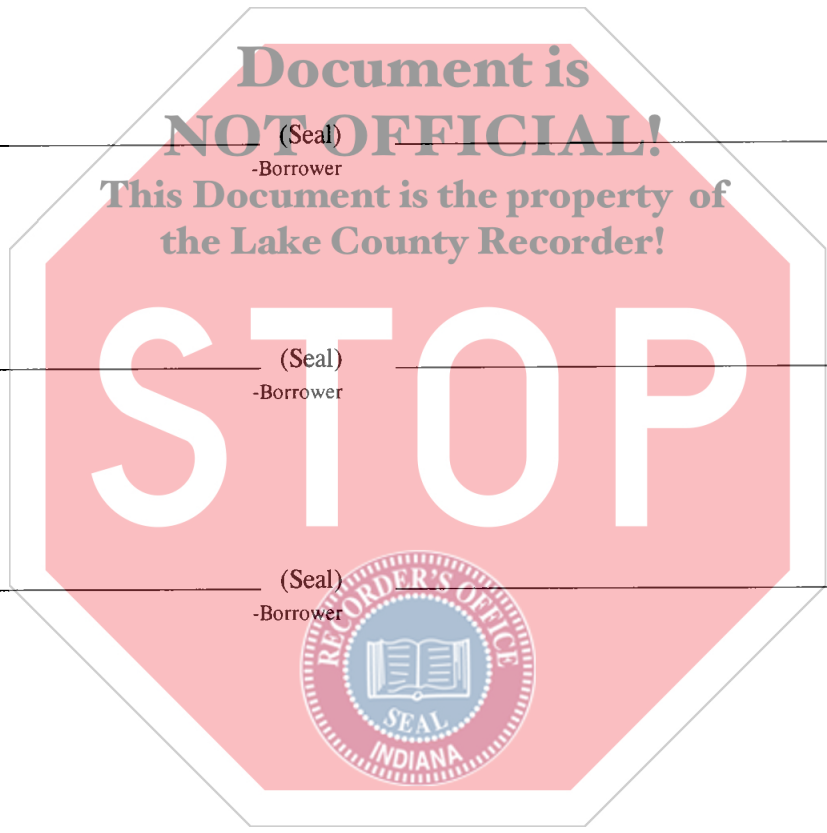 Document is
NOT OFFICIAL!
(Seal)
-Borrower
This Document is the property of
the Lake County Recorder!
STOP
(Seal)
-Borrower
(Seal)
-Borrower
RECORDER'S OFFICE
SEAL
INDIANA